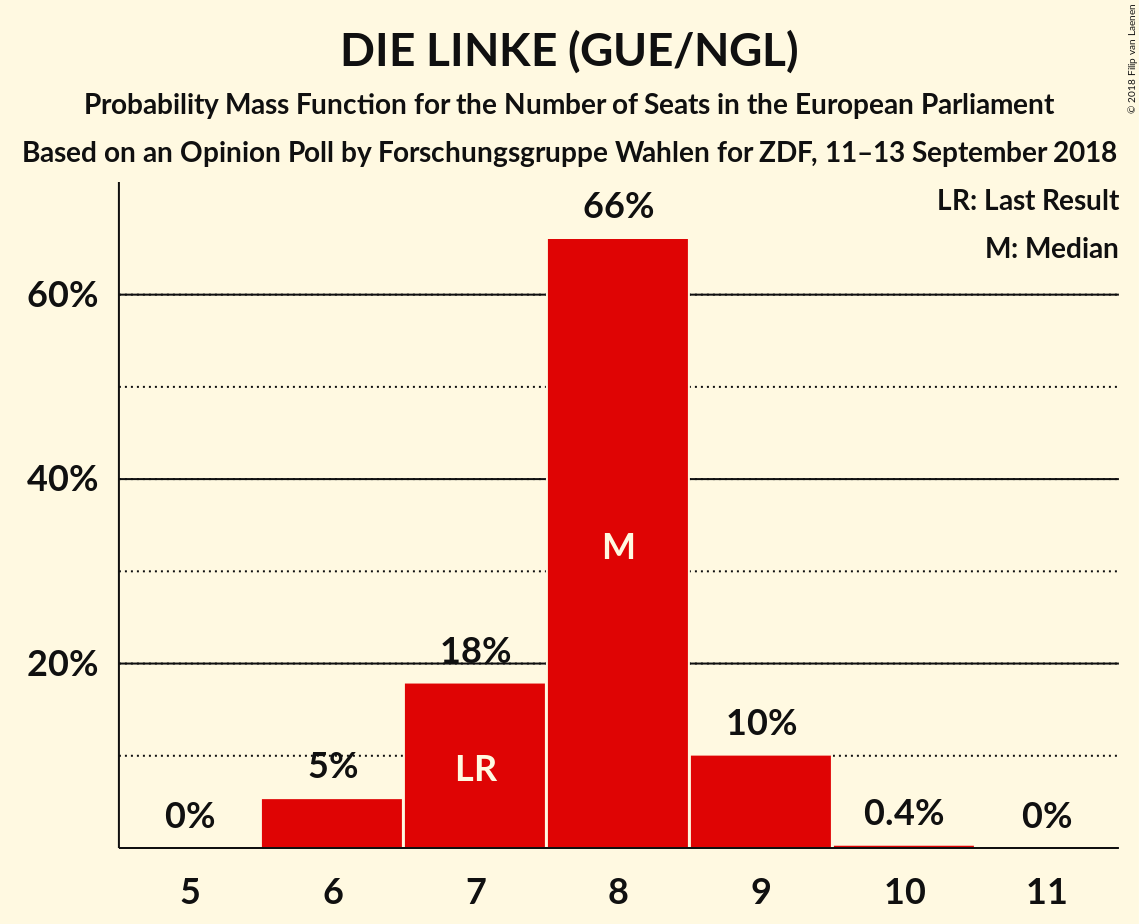 DIE LINKE (GUE/NGL)
Probability Mass Function for the Number of Seats in the European Parliament
Based on an Opinion Poll by Forschungsgruppe Wahlen for ZDF, 11–13 September 2018
© 2018 Filip van Laenen
LR: Last Result
M: Median
60%
40%
20%
0%
5%
18%
66%
10%
0.4%
0%
LR
M
5 6 7 8 9 10 11